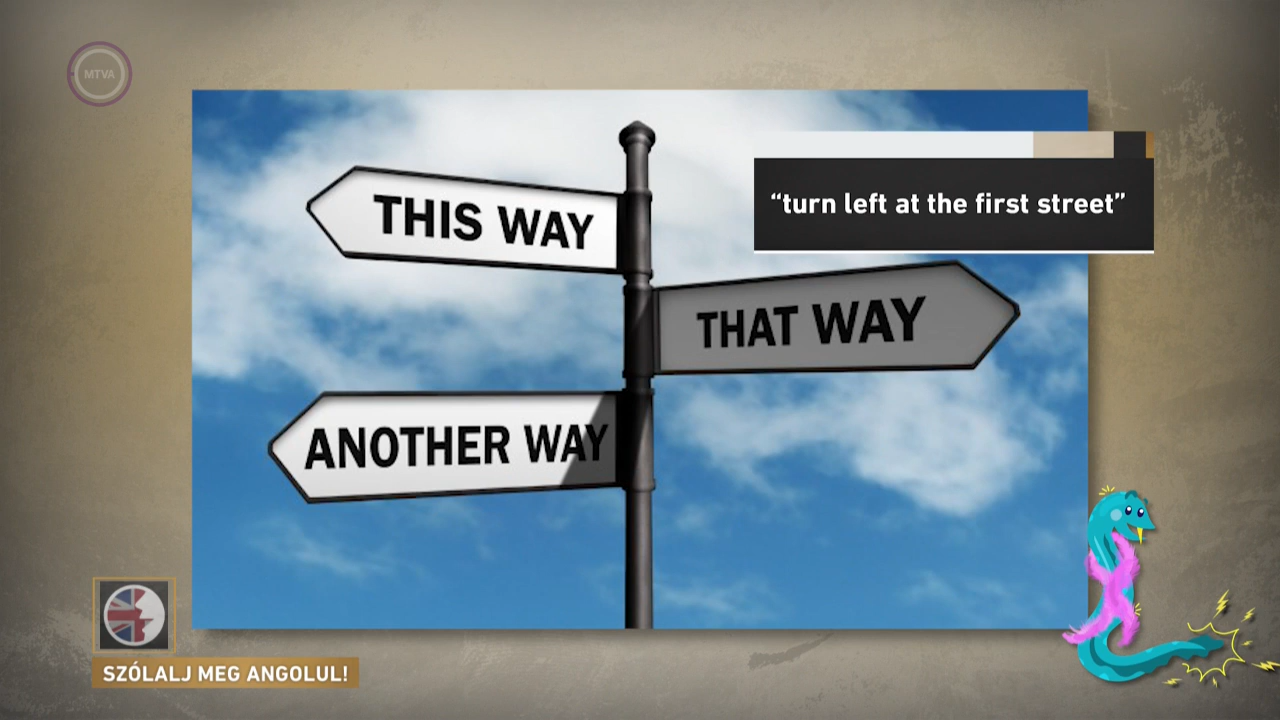 MTVA
THIS WAY
“turn left at the first street”
THAT WAY
ANOTHER WAY
SZÓLALJ MEG ANGOLUL!